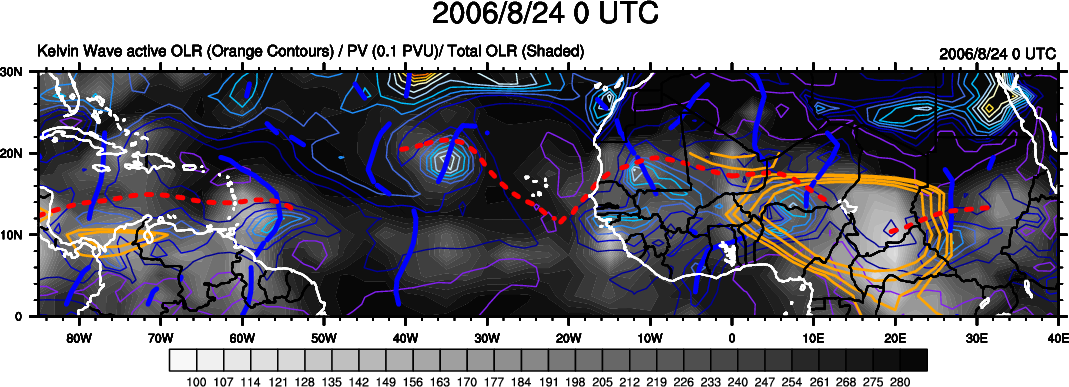 2006/8/24 0 UTC
Kelvin Wave active OLR (Orange Contours) / PV (0.1 PVU)/ Total OLR (Shaded) 2006/8/24 0 UTC
30N
20N
10N
0
80W 70W 60W 50W 40W 30W 20W 10W 0 10E 20E 30E 40E
100 107 114 121 128 135 142 149 156 163 170 177 184 191 198 205 212 219 226 233 240 247 254 261 268 275 280